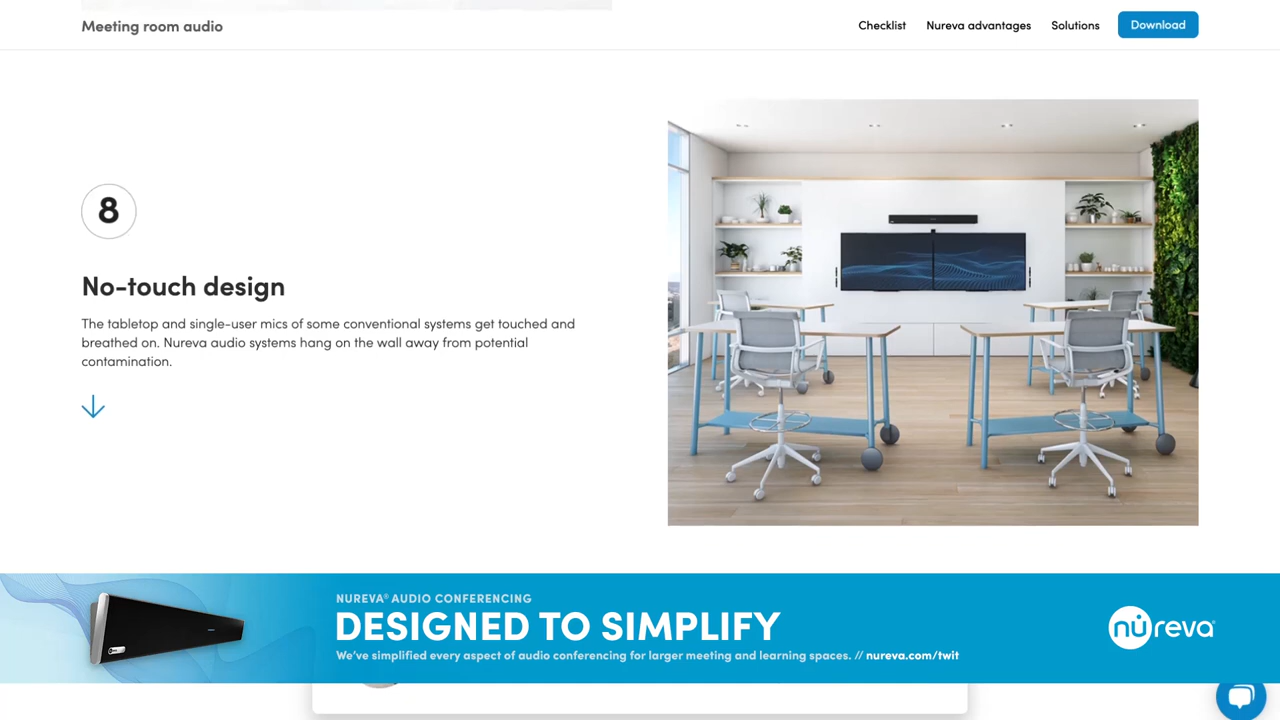 Meeting room audio
Checklist
Nureva advantages
Solutions
Download
8
No-touch design
The tabletop and single-user mics of some conventional systems get touched and
breathed on. Nureva audio systems hang on the wall away from potential
contamination.
NUREVA® AUDIO CONFERENCING
DESIGNED TO SIMPLIFY
We've simplified every aspect of audio conferencing for larger meeting and learning spaces. // nureva.com/twit
nureva